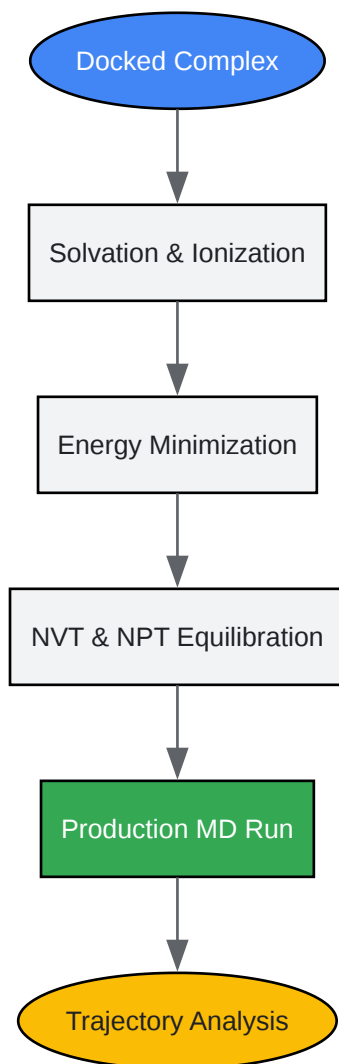 Docked Complex
Solvation & Ionization
Energy Minimization
NVT & NPT Equilibration
Production MD Run
Trajectory Analysis